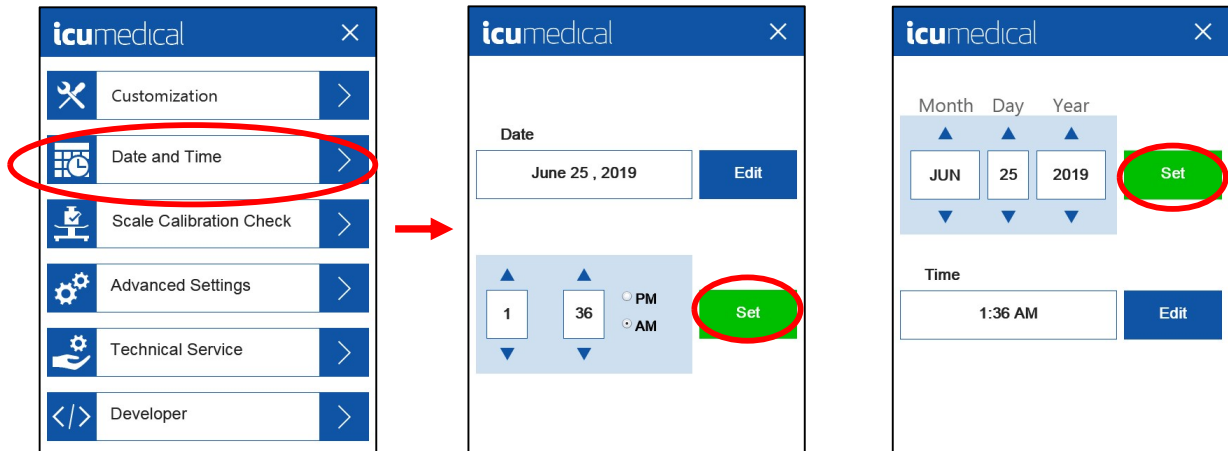 icumedical
Customization
Date and Time
Scale Calibration Check
Advanced Settings
Technical Service
</>
Developer
icumedical
Date
June 25 , 2019
Edit
1
36
PM
AM
Set
icumedical
Month Day Year
JUN
25
2019
Set
Time
1:36 AM
Edit